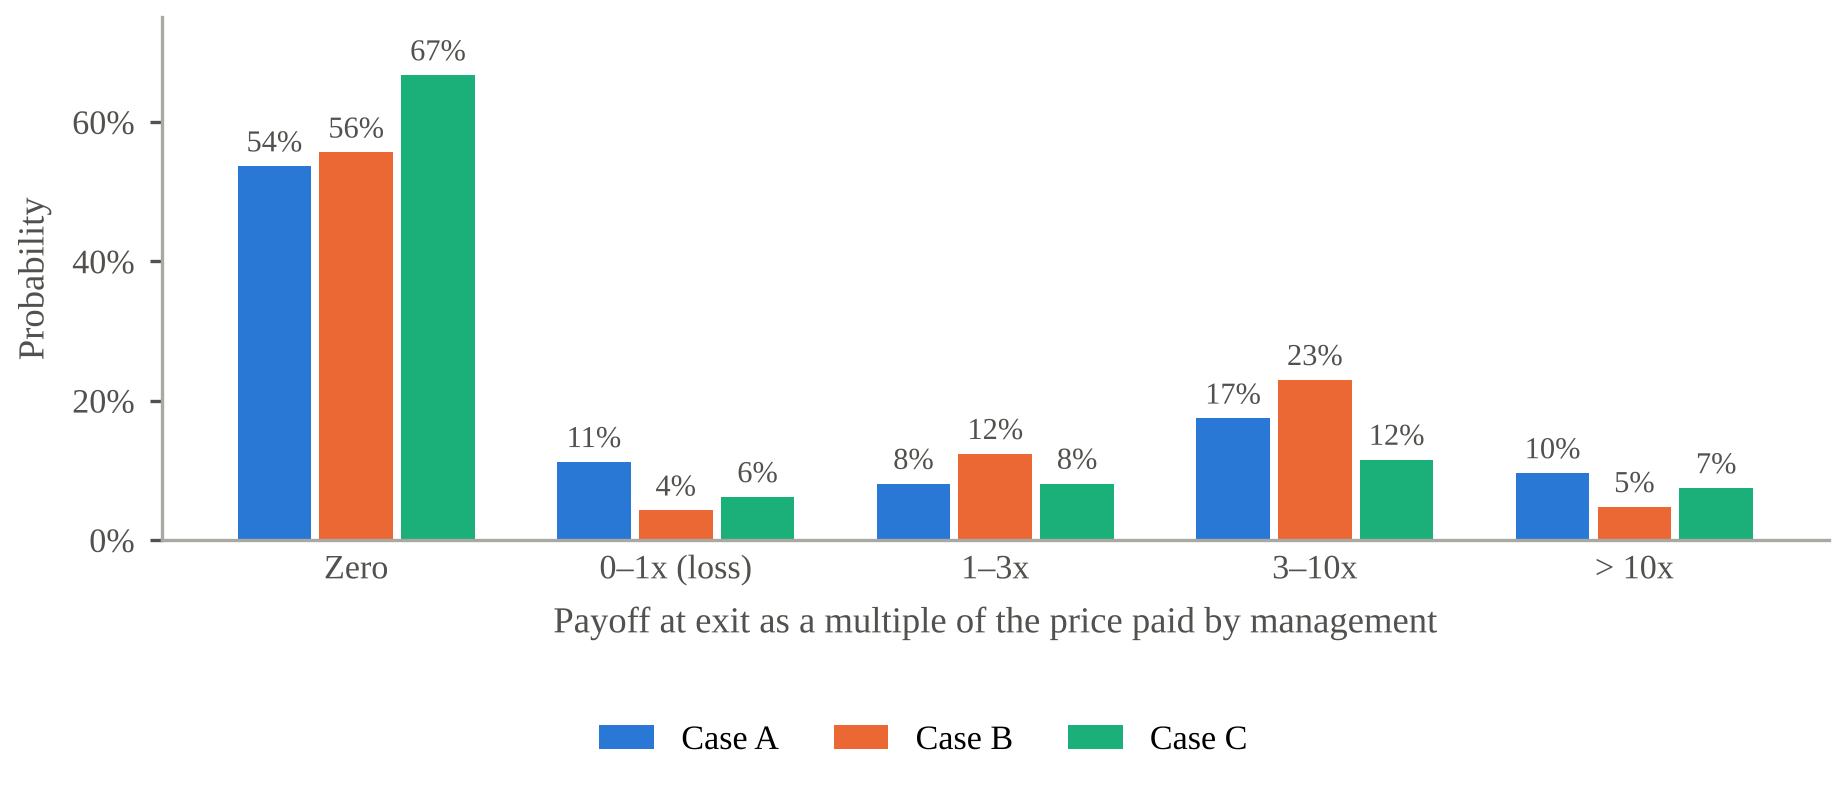 67%
60%
54%
56%
40%
20%
0%
11%
4%
6%
8%
12%
8%
17%
23%
12%
10%
5%
7%
Probability
Zero
0–1x (loss)
1–3x
3–10x
> 10x
Payoff at exit as a multiple of the price paid by management
Case A
Case B
Case C